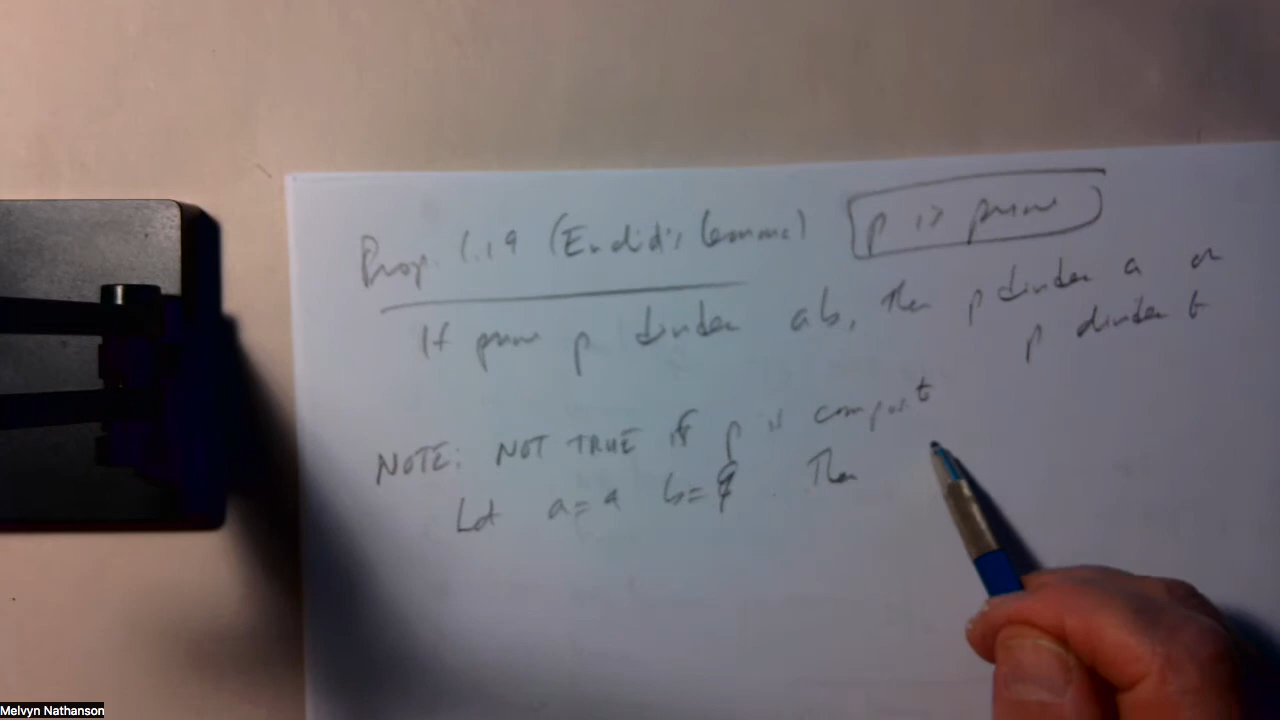 Prop. 1.19 (Euclid's Lemma) p is prime
If prime p divides ab, then p divides a or
p divides b
NOTE: NOT TRUE if p is composit
Let a = 4 b = 9. Then
Melvyn Nathanson